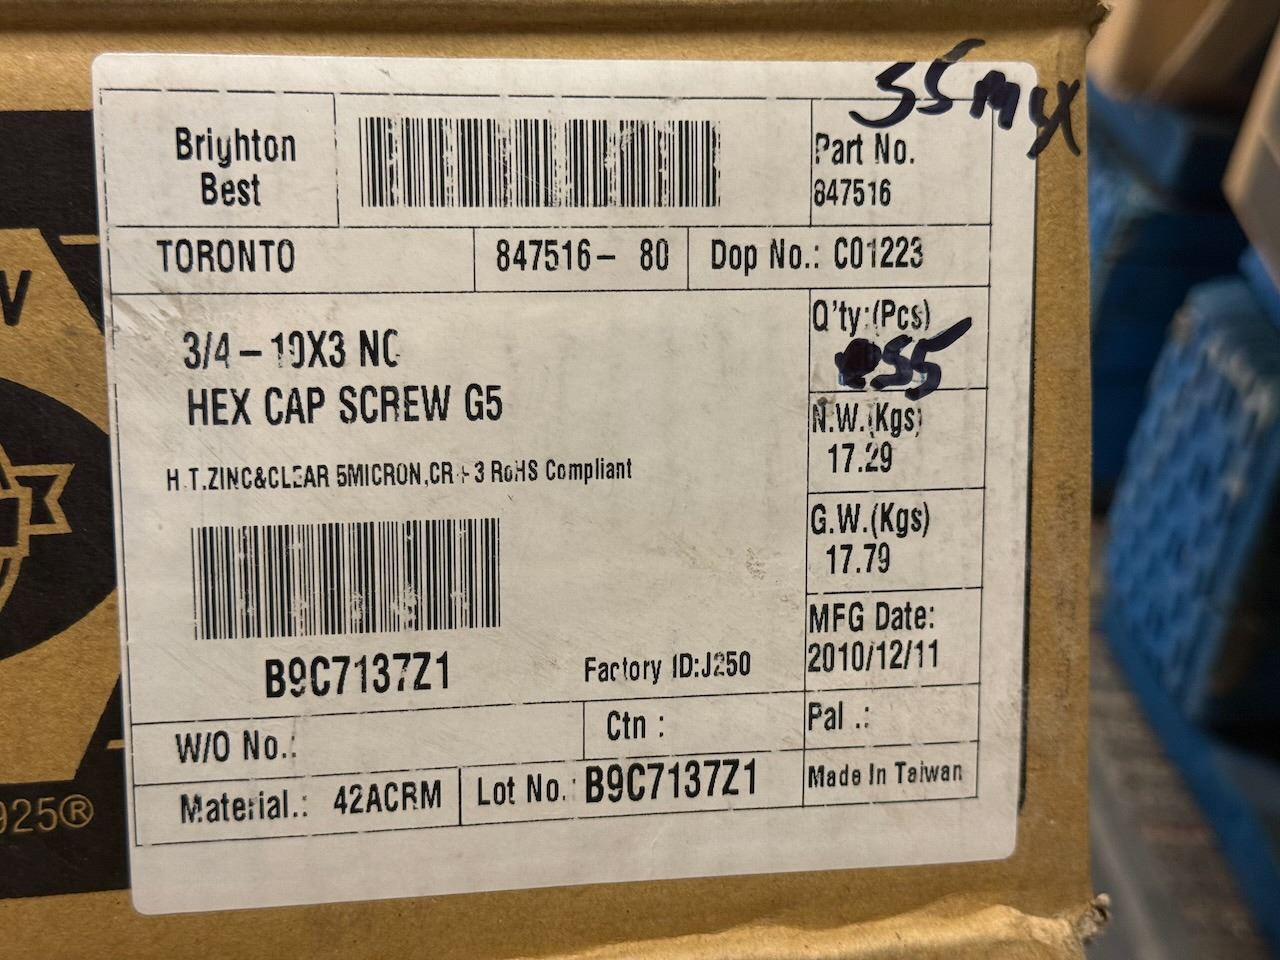 55 MAX
Brighton
Best
Part No.
847516
TORONTO
847516- 80
Dop No.: C01223
3/4-10X3 NC
HEX CAP SCREW G5
Q'ty:(Pcs)
55
N.W.(Kgs)
17.29
H.T.ZINC&CLEAR 5MICRON,CR+3 RoHS Compliant
G.W.(Kgs)
17.79
MFG Date:
2010/12/11
B9C7137Z1
Factory ID:J250
W/O No.:
Ctn :
Pal .:
Material.: 42ACRM
Lot No.: B9C7137Z1
Made In Taiwan
925®